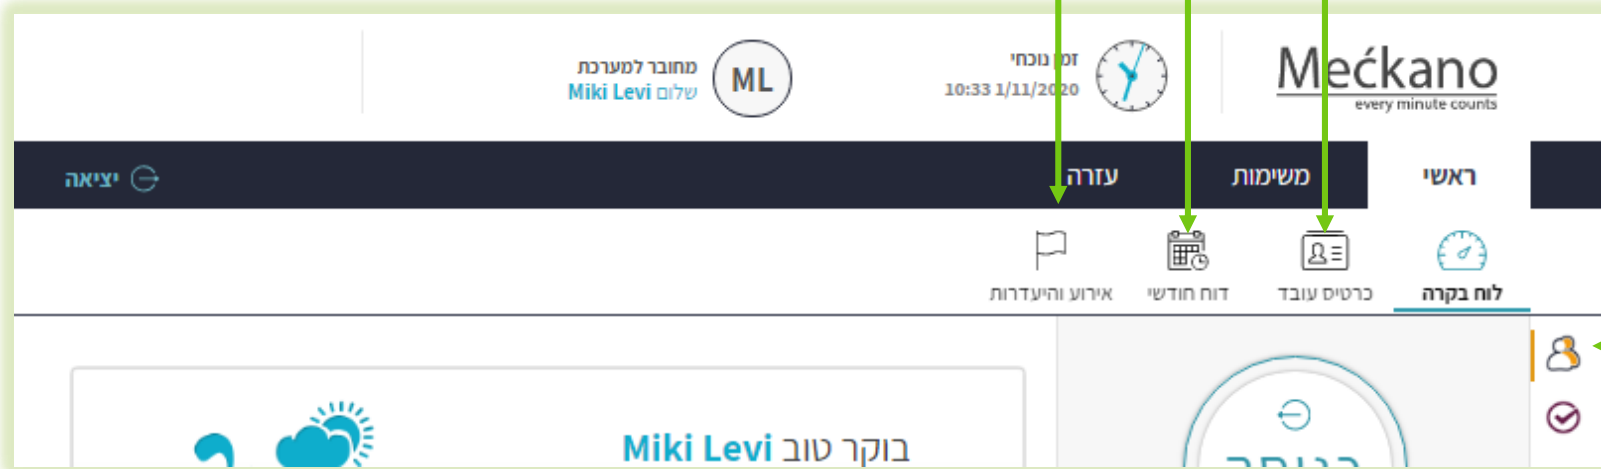 Mećkano
every minute counts
זמן נוכחי
10:33 1/11/2020
ML
מחובר למערכת
שלום Miki Levi
ראשי
משימות
עזרה
יציאה
לוח בקרה
כרטיס עובד
דוח חודשי
אירוע והיעדרות
בוקר טוב Miki Levi